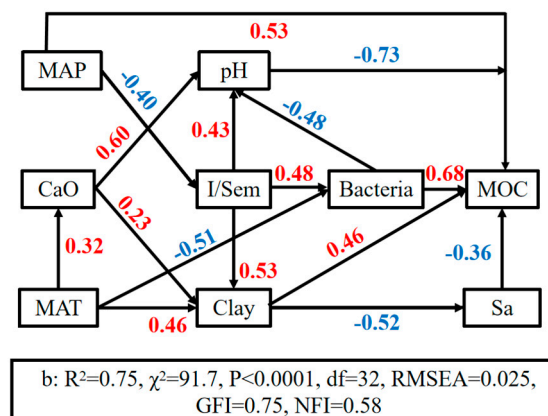 0.53
MAP
pH
-0.73
-0.40
0.60
0.43
-0.48
CaO
I/Sem
0.48
Bacteria
0.68
MOC
0.23
0.32
-0.51
0.53
0.46
-0.36
MAT
0.46
Clay
-0.52
Sa
b: R²=0.75, χ²=91.7, P<0.0001, df=32, RMSEA=0.025,
GFI=0.75, NFI=0.58